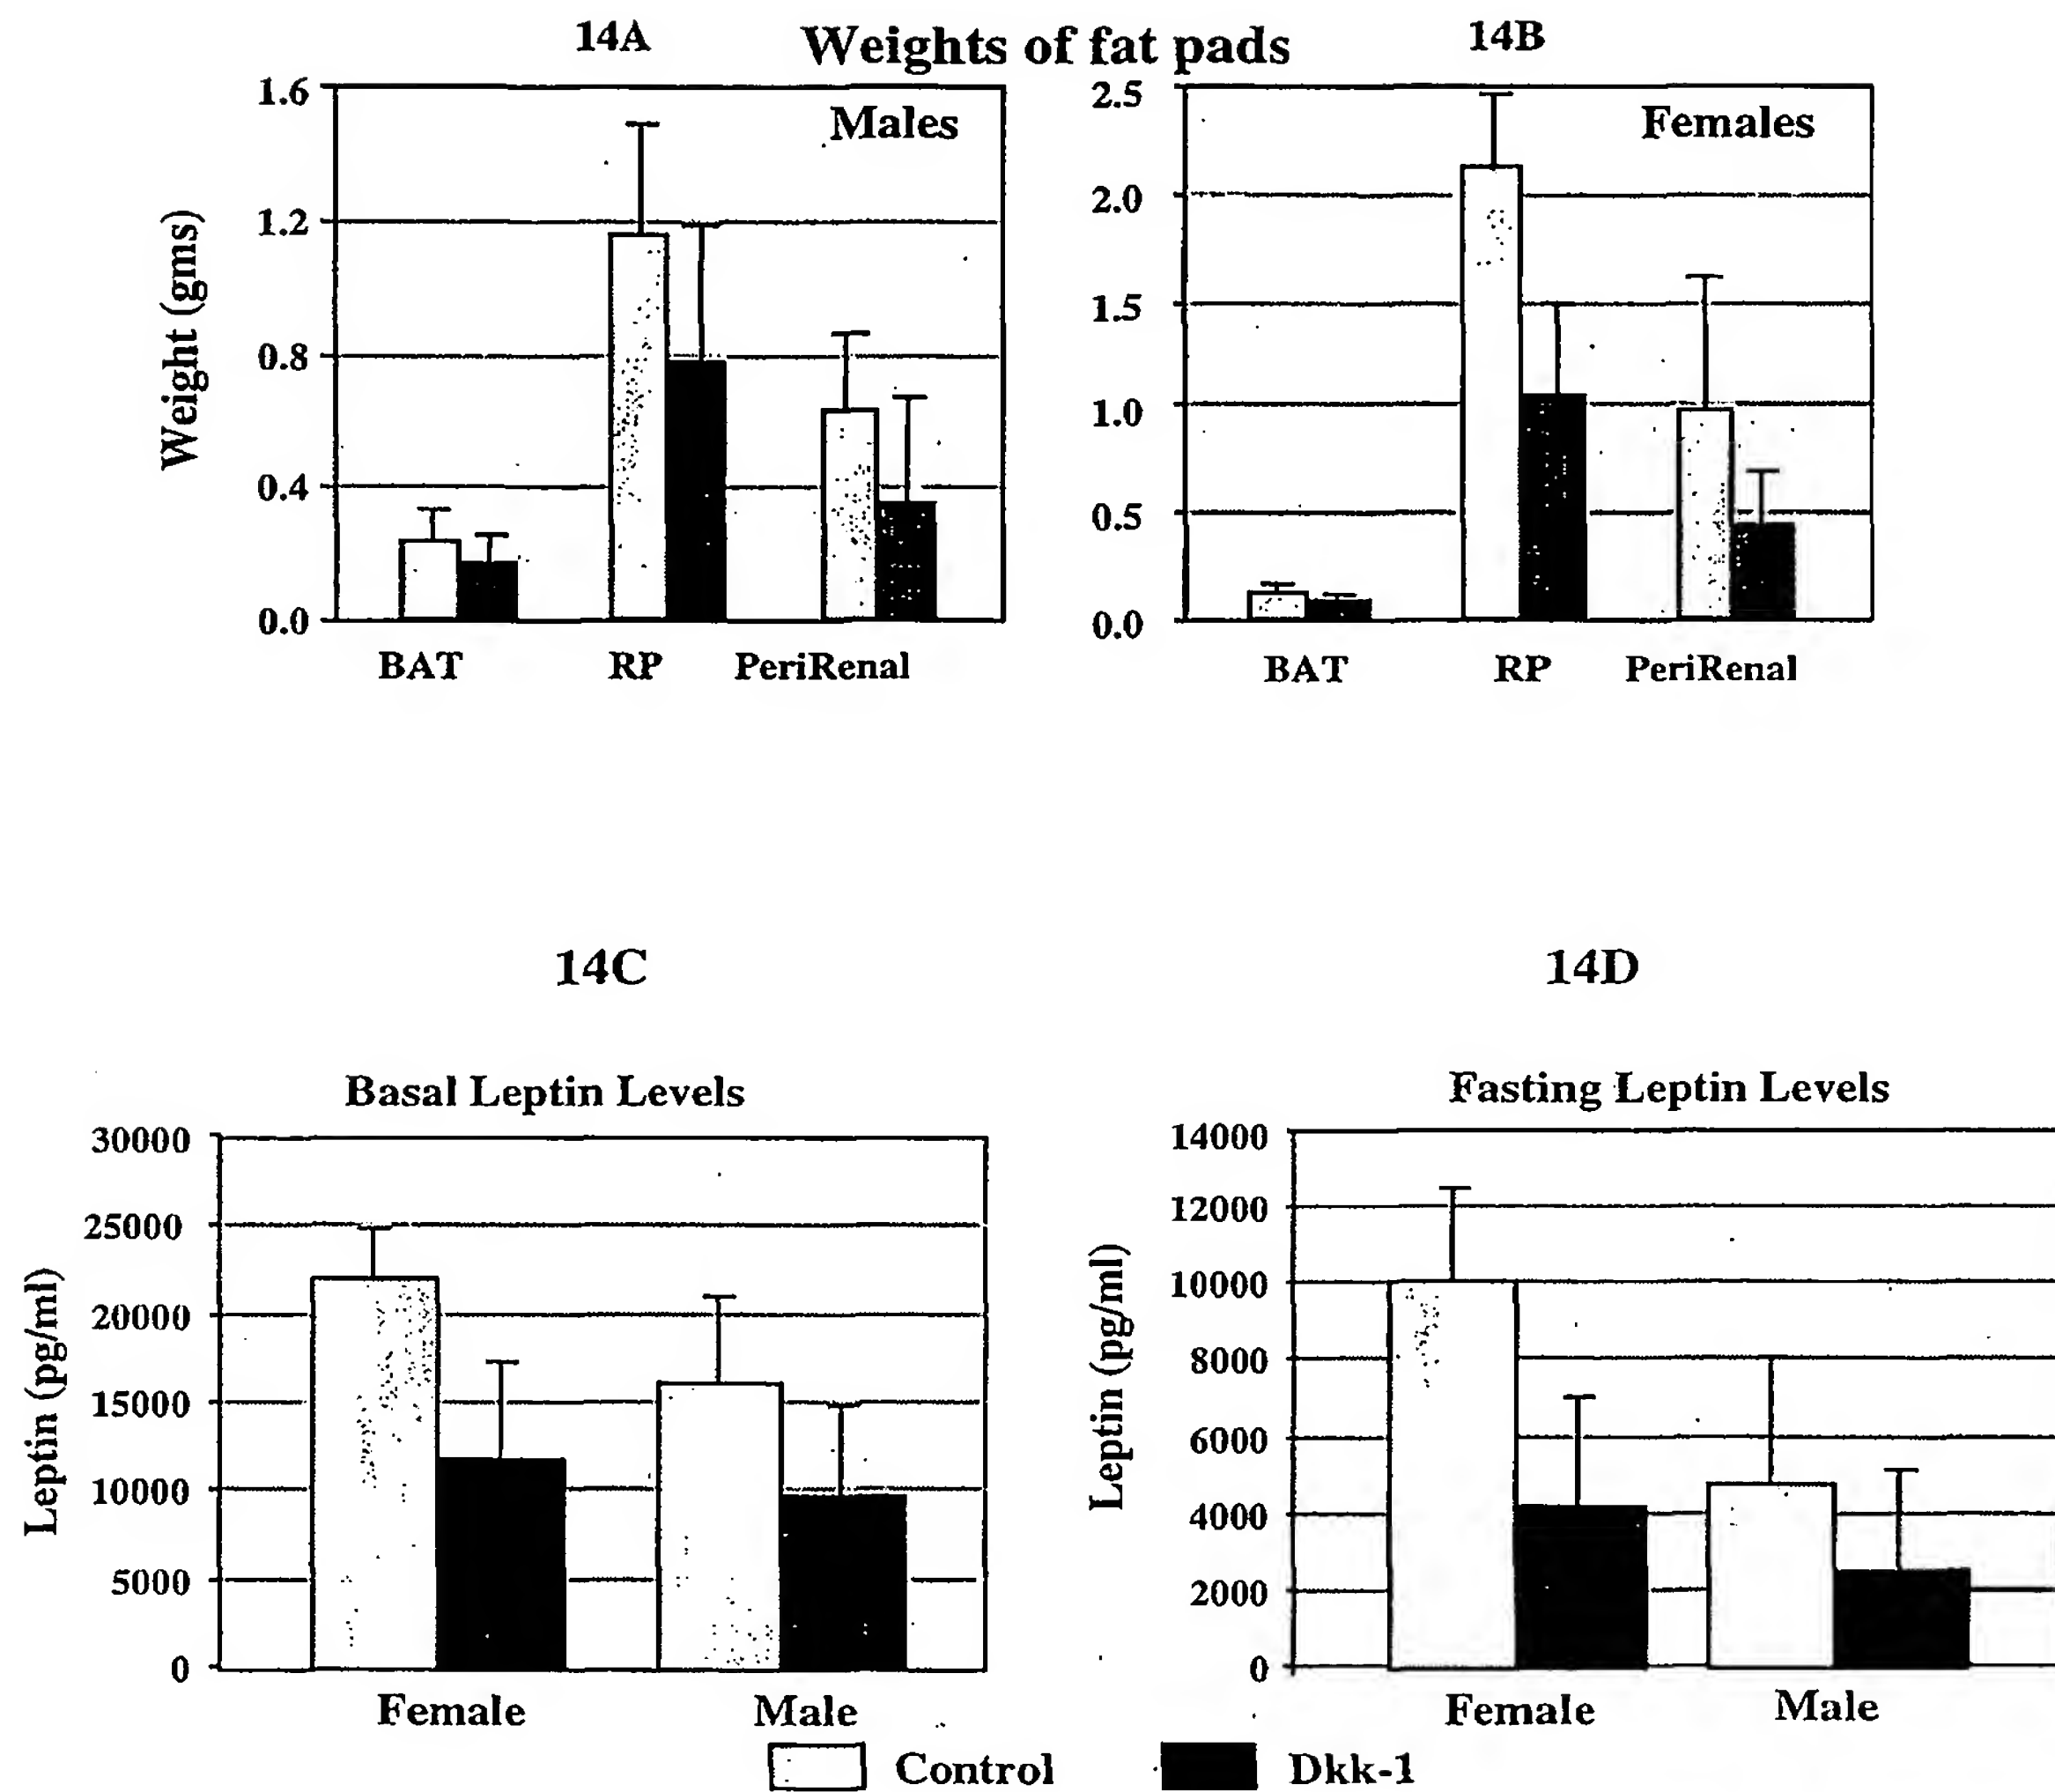 14A
Weights of fat pads
14B
Males
Weight (gms)
1.6
1.2
0.8
0.4
0.0
BAT
RP
PeriRenal
Females
2.5
2.0
1.5
1.0
0.5
0.0
BAT
RP
PeriRenal
14C
Basal Leptin Levels
Leptin (pg/ml)
30000
25000
20000
15000
10000
5000
0
Female
Male
14D
Fasting Leptin Levels
Leptin (pg/ml)
14000
12000
10000
8000
6000
4000
2000
0
Female
Male
Control
Dkk-1